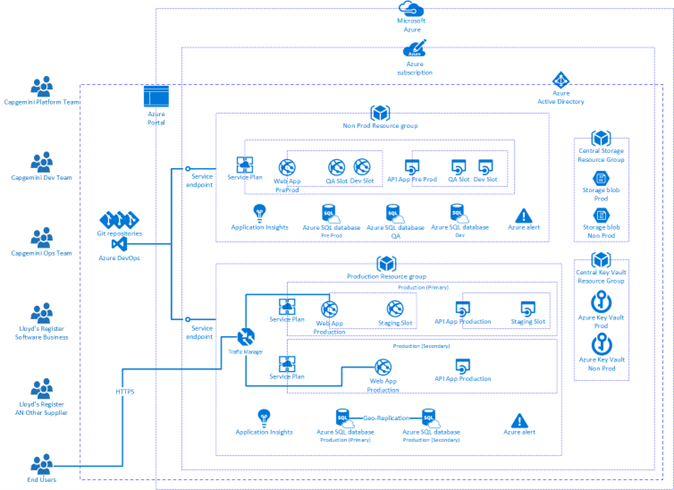 Microsoft
Azure
Azure
subscription
Capgemini Platform Team
Azure
Portal
Azure
Active Directory
Non Prod Resource group
Central Storage
Resource Group
Capgemini Dev Team
Service
endpoint
Service Plan
Web App
PreProd
QA Slot
Dev Slot
API App Pre Prod
QA Slot
Dev Slot
Storage blob
Prod
Git repositories
Application Insights
Azure SQL database
Pre Prod
Azure SQL database
QA
Azure SQL database
Dev
Azure alert
Storage blob
Non Prod
Capgemini Ops Team
Azure DevOps
Production Resource group
Central Key Vault
Resource Group
Production (Primary)
Lloyd's Register
Software Business
Service
endpoint
Service Plan
Web App
Production
Staging Slot
API App Production
Staging Slot
Azure Key Vault
Prod
Traffic Manager
Production (Secondary)
Service Plan
Web App
Production
API App Production
Azure Key Vault
Non Prod
HTTPS
Lloyd's Register
AN Other Supplier
Geo-Replication
Application Insights
Azure SQL database
Production (Primary)
Azure SQL database
Production (Secondary)
Azure alert
End Users